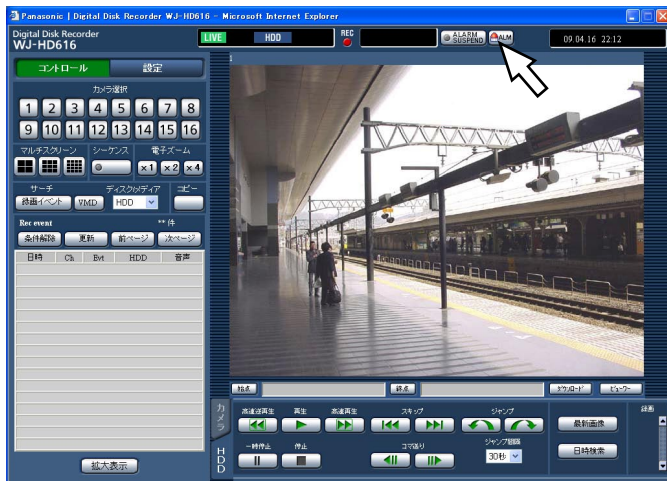 Panasonic | Digital Disk Recorder WJ-HD616 - Microsoft Internet Explorer
Digital Disk Recorder
WJ-HD616
LIVE HDD REC ALARM SUSPEND ALM 09.04.16 22:12
コントロール 設定
カメラ選択
1 2 3 4 5 6 7 8
9 10 11 12 13 14 15 16
マルチスクリーン シーケンス 電子ズーム
×1 ×2 ×4
サーチ ディスク/メディア コピー
録画イベント VMD HDD
Rec event ** 件
条件解除 更新 前ページ 次ページ
日時 Ch Evt HDD 音声
拡大表示
1
始点 終点 ダウンロード ビューワー
カメラ
HDD
高速逆再生 再生 高速再生 スキップ ジャンプ 録画
最新画像
一時停止 停止 コマ送り ジャンプ間隔
30秒 日時検索